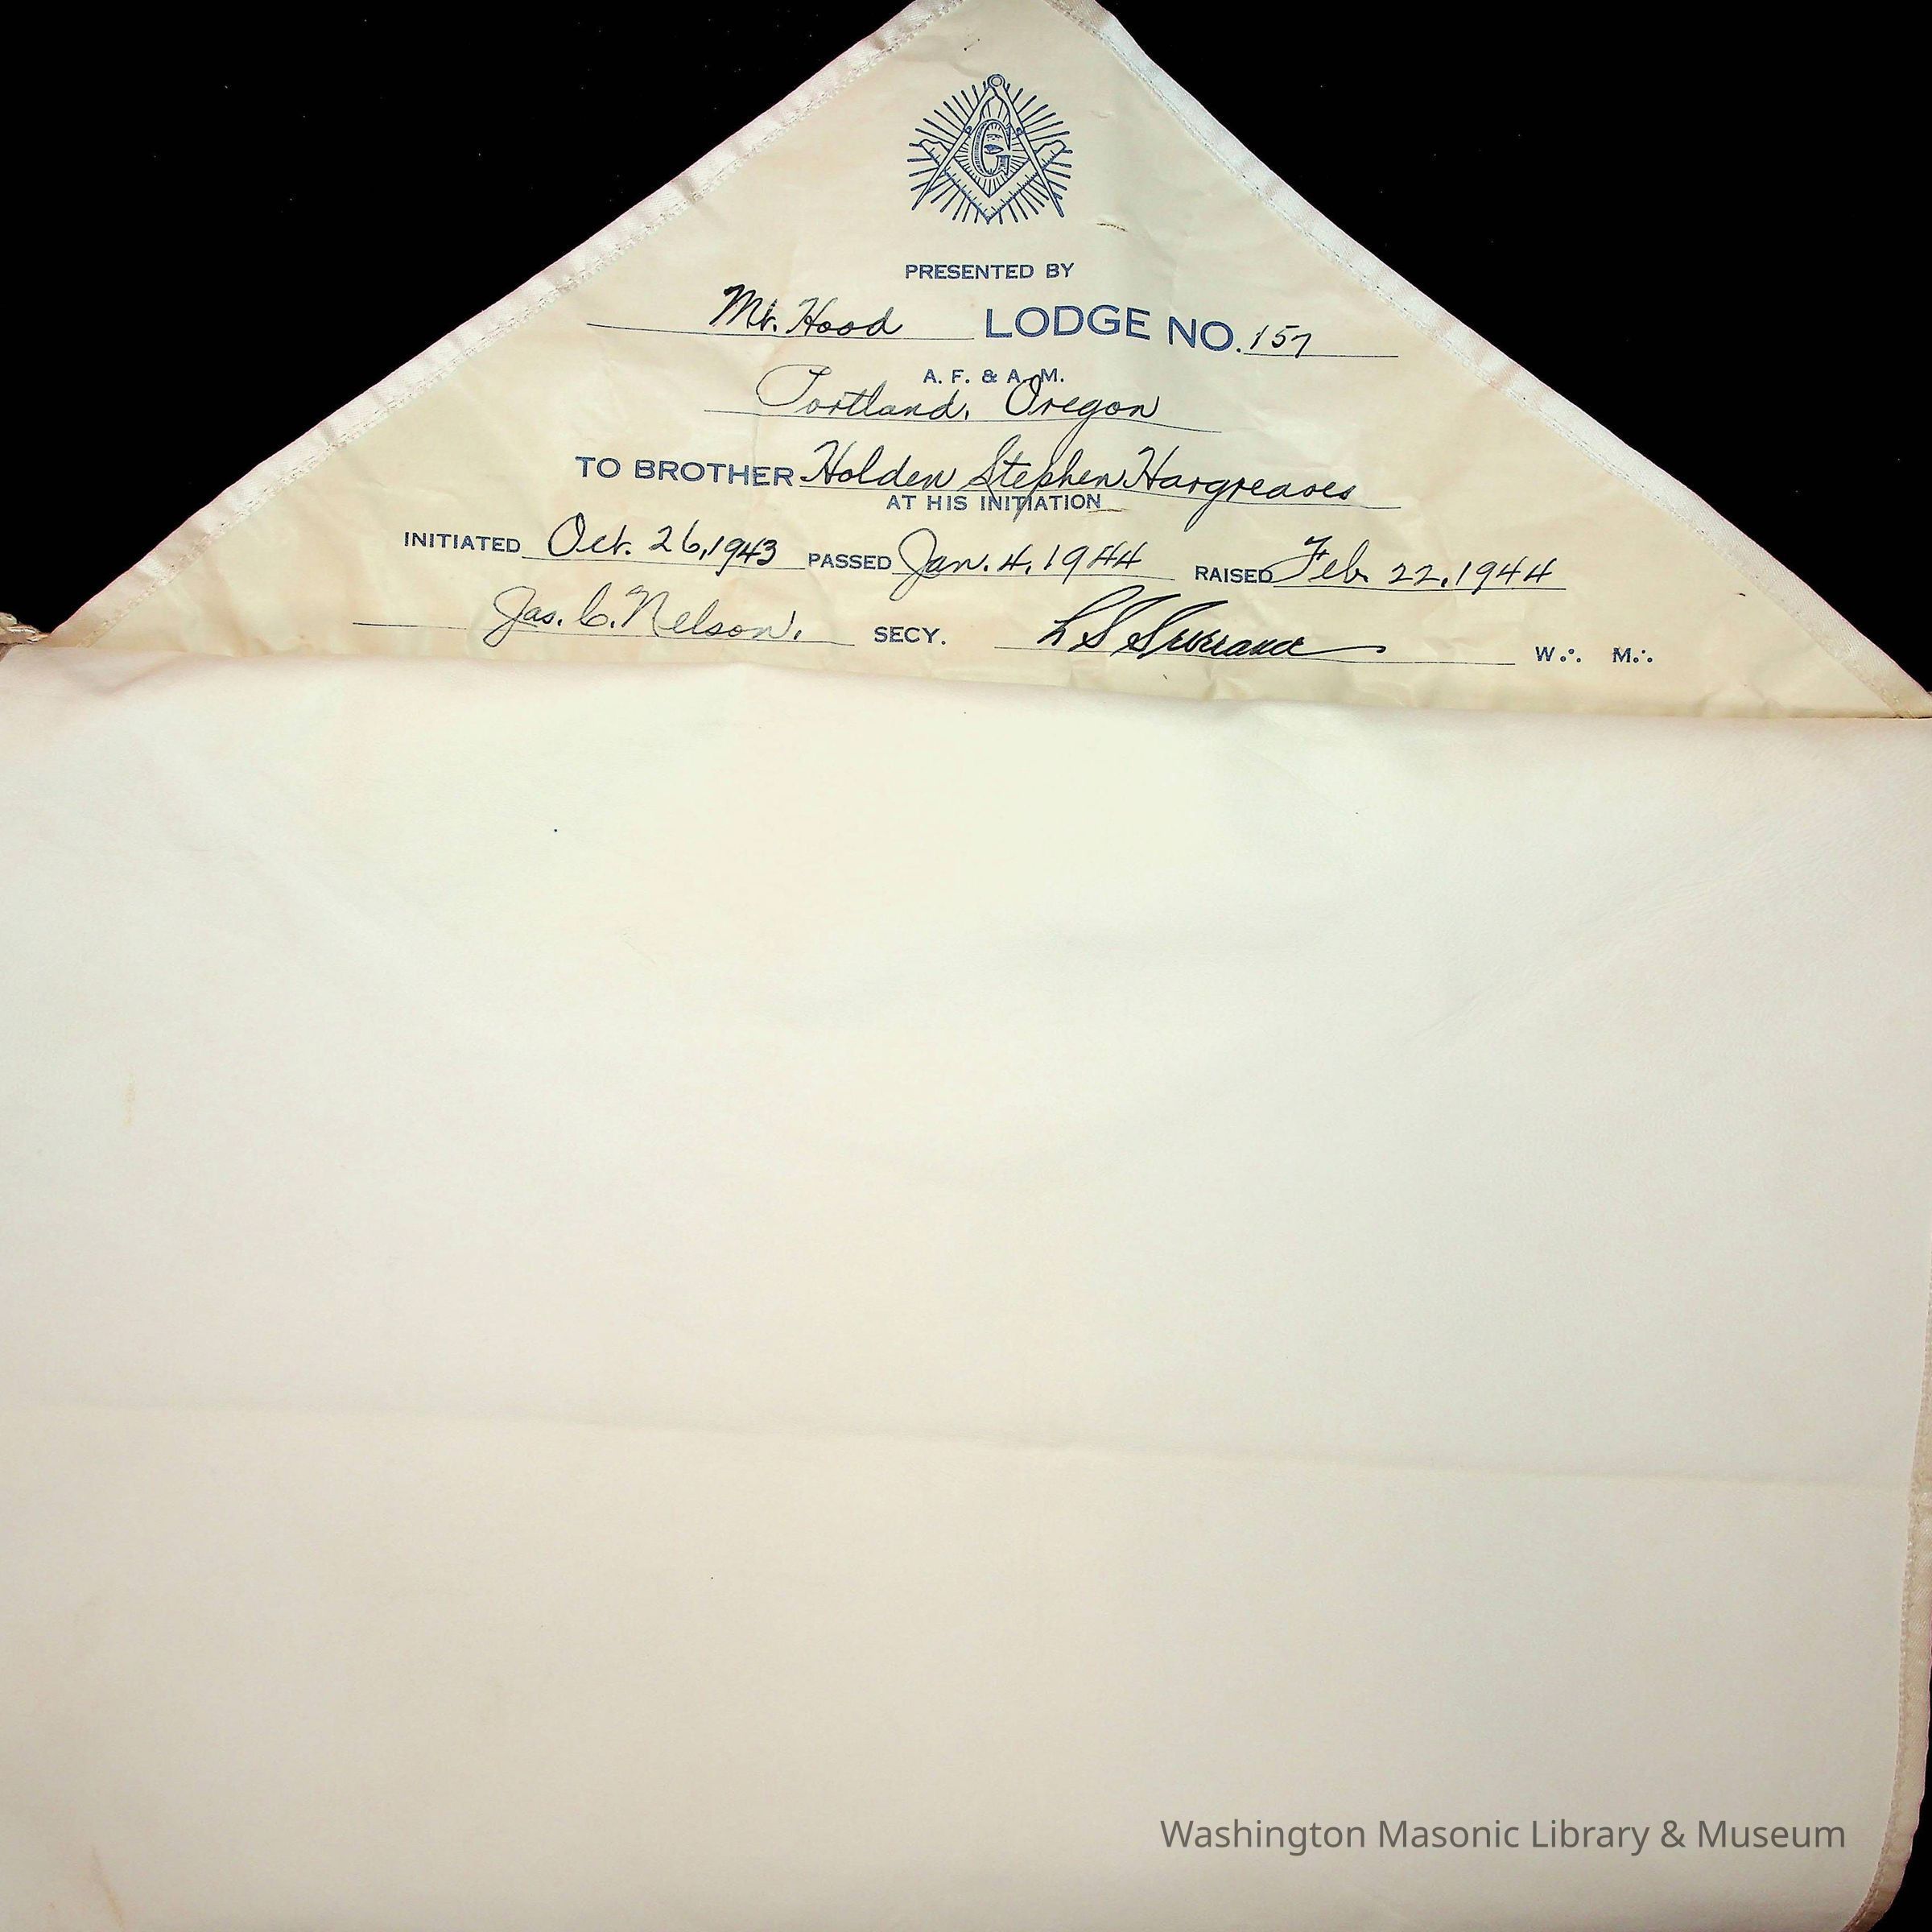 G
PRESENTED BY
Mt. Hood LODGE NO. 157
A. F. & A. M.
Portland, Oregon
TO BROTHER Holden Stephen Hargreaves
AT HIS INITIATION
INITIATED Oct. 26, 1943 PASSED Jan. 4, 1944 RAISED Feb. 22, 1944
Jas. C. Nelson. SECY. L S W∴ M∴
Washington Masonic Library & Museum